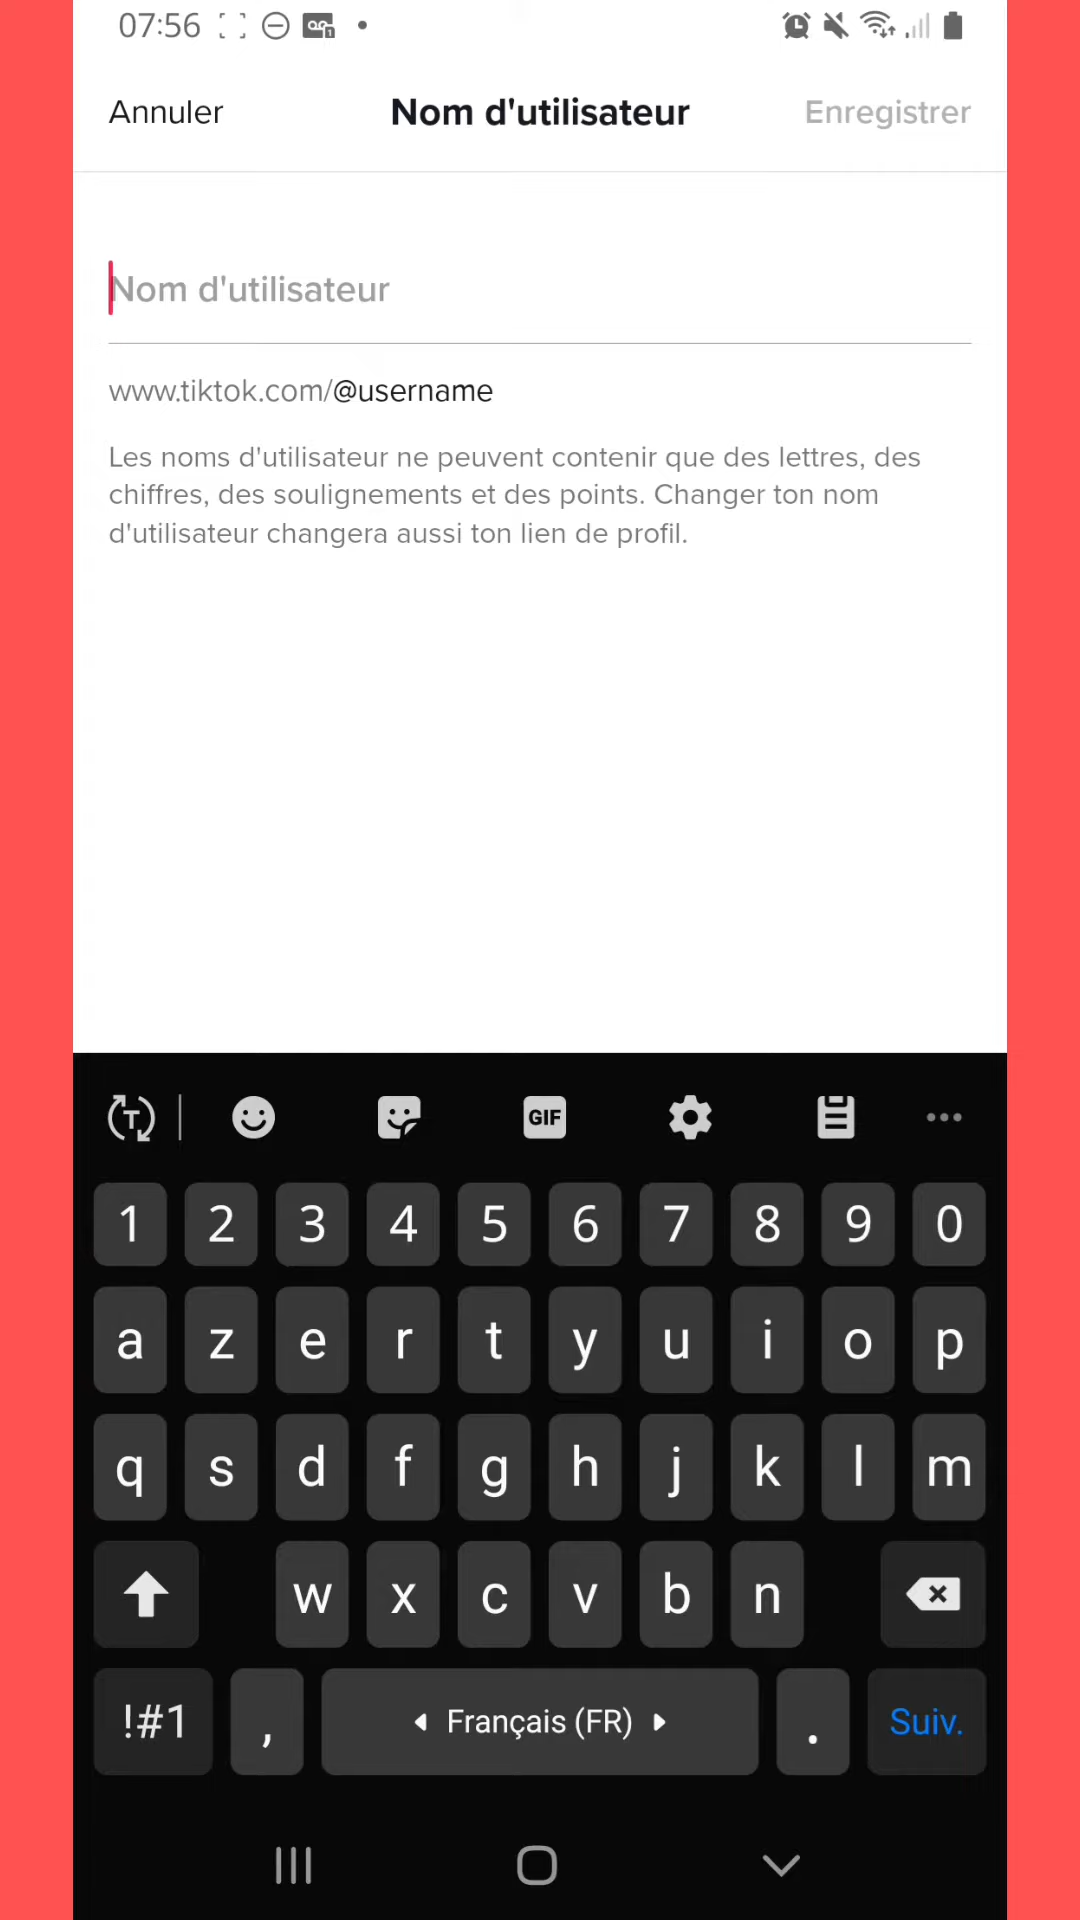 07:56
Annuler
Nom d'utilisateur
Enregistrer
Nom d'utilisateur
www.tiktok.com/@username
Les noms d'utilisateur ne peuvent contenir que des lettres, des
chiffres, des soulignements et des points. Changer ton nom
d'utilisateur changera aussi ton lien de profil.
T
GIF
1 2 3 4 5 6 7 8 9 0
a z e r t y u i o p
q s d f g h j k l m
w x c v b n
!#1 , Français (FR) . Suiv.